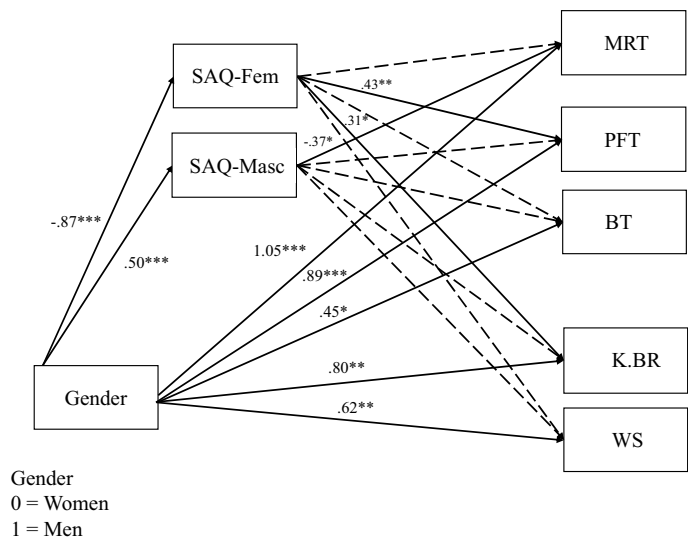 MRT
SAQ-Fem
.43**
.31*
PFT
-.37*
SAQ-Masc
BT
-.87***
1.05***
.50***
.89***
.45*
K.BR
.80**
Gender
.62**
WS
Gender
0 = Women
1 = Men